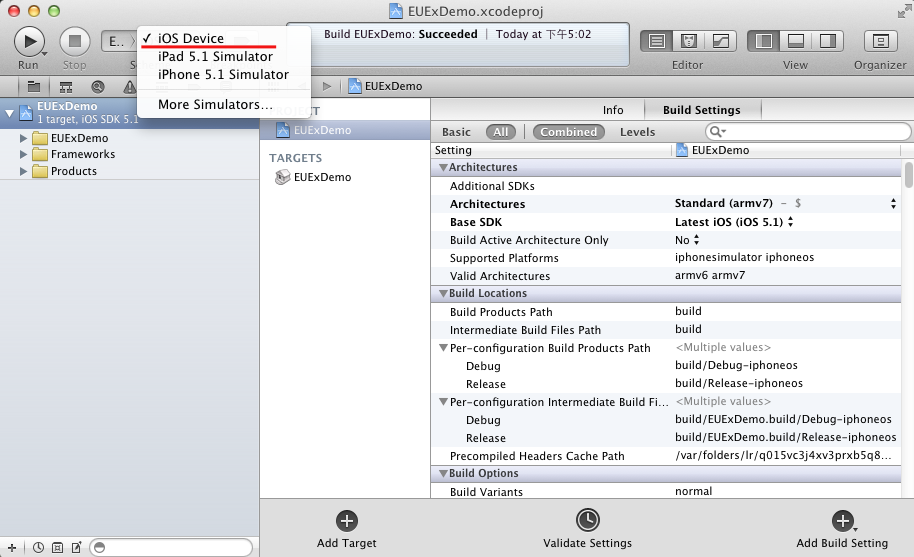 EUExDemo.xcodeproj
Run
Stop
E..
iOS Device
iPad 5.1 Simulator
iPhone 5.1 Simulator
More Simulators...
Build EUExDemo: Succeeded | Today at 下午5:02
Editor
View
Organizer
EUExDemo
EUExDemo
1 target, iOS SDK 5.1
EUExDemo
Frameworks
Products
EUExDemo
TARGETS
EUExDemo
Info
Build Settings
Basic
All
Combined
Levels
Setting
EUExDemo
Architectures
Additional SDKs
Architectures
Standard (armv7) – $
Base SDK
Latest iOS (iOS 5.1)
Build Active Architecture Only
No
Supported Platforms
iphonesimulator iphoneos
Valid Architectures
armv6 armv7
Build Locations
Build Products Path
build
Intermediate Build Files Path
build
Per-configuration Build Products Path
<Multiple values>
Debug
build/Debug-iphoneos
Release
build/Release-iphoneos
Per-configuration Intermediate Build Fi...
<Multiple values>
Debug
build/EUExDemo.build/Debug-iphoneos
Release
build/EUExDemo.build/Release-iphoneos
Precompiled Headers Cache Path
/var/folders/lr/q015vc3j4xv3prxb5q8...
Build Options
Build Variants
normal
Add Target
Validate Settings
Add Build Setting